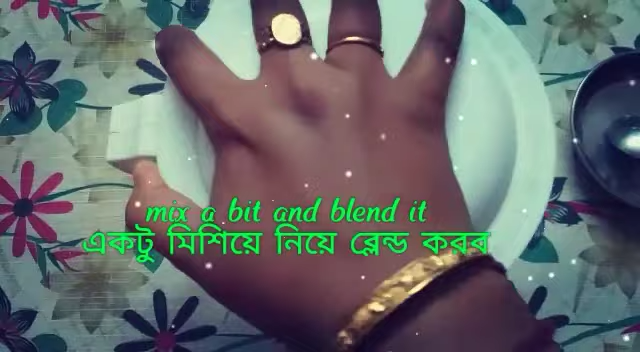 mix a bit and blend it
একটু মিশিয়ে নিয়ে ব্লেন্ড করব